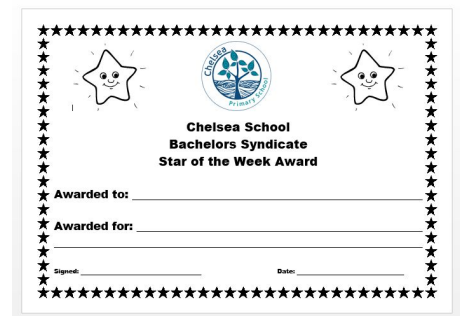 Chelsea
Primary School
Chelsea School
Bachelors Syndicate
Star of the Week Award
Awarded to:
Awarded for:
Signed:
Date: